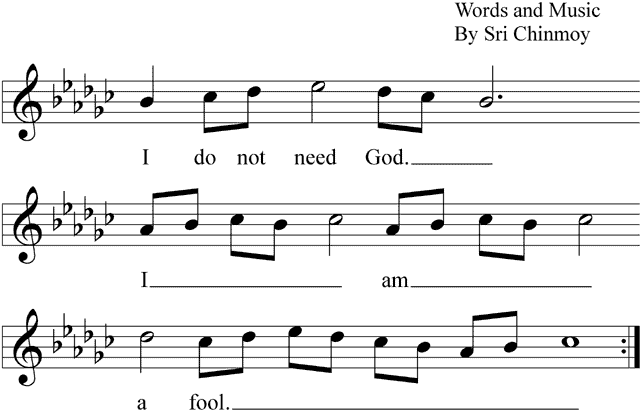 Words and Music
By Sri Chinmoy
I do not need God.
I am
a fool.